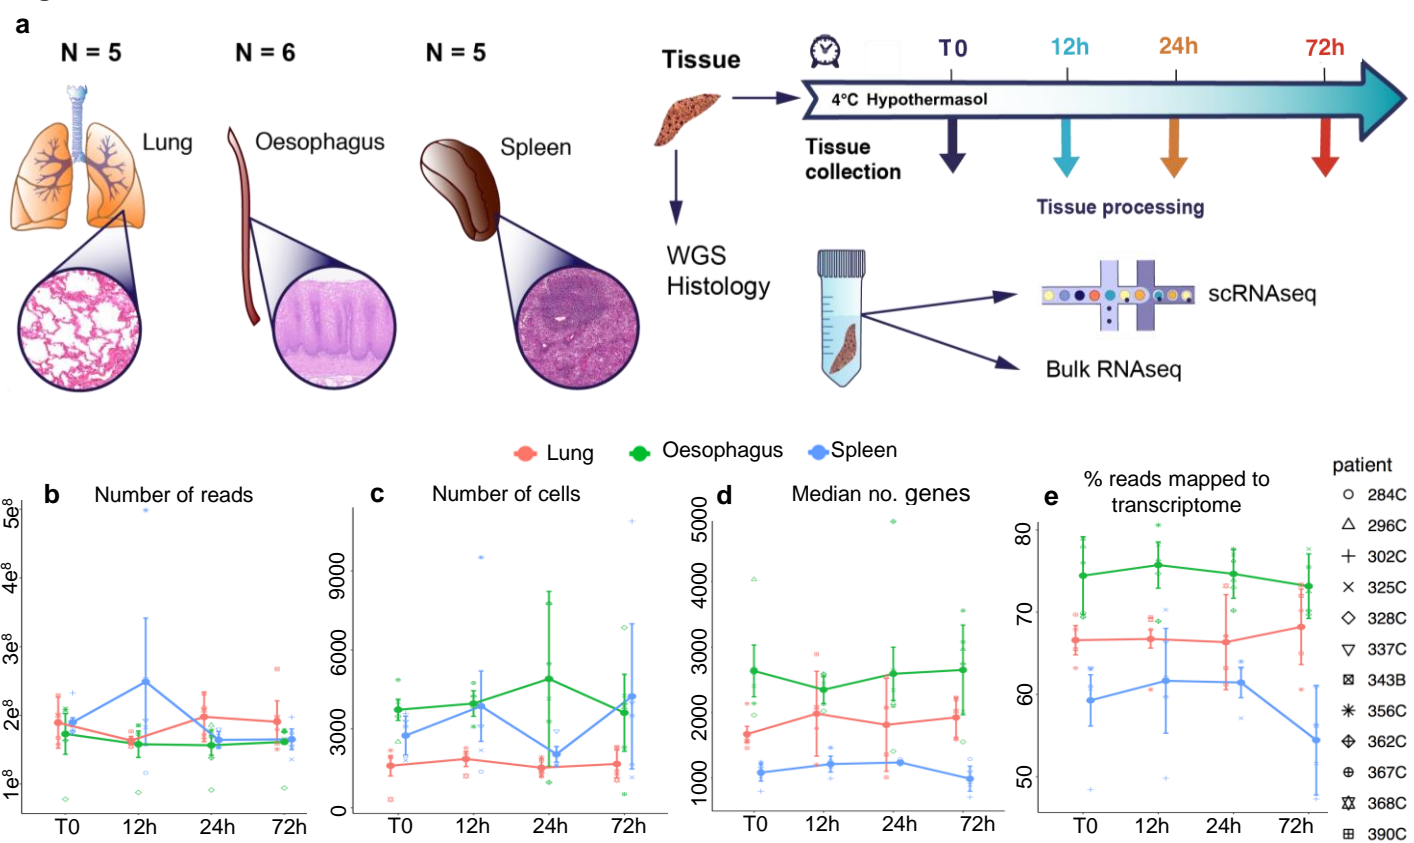 a
N = 5
N = 6
N = 5
Lung
Oesophagus
Spleen
Tissue
T0
12h
24h
72h
4°C Hypothermasol
Tissue
collection
Tissue processing
WGS
Histology
scRNAseq
Bulk RNAseq
Lung
Oesophagus
Spleen
b
Number of reads
5e8
4e8
3e8
2e8
1e8
T0
12h
24h
72h
c
Number of cells
9000
6000
3000
0
T0
12h
24h
72h
d
Median no. genes
5000
4000
3000
2000
1000
T0
12h
24h
72h
e
% reads mapped to
transcriptome
80
70
60
50
T0
12h
24h
72h
patient
284C
296C
302C
325C
328C
337C
343B
356C
362C
367C
368C
390C